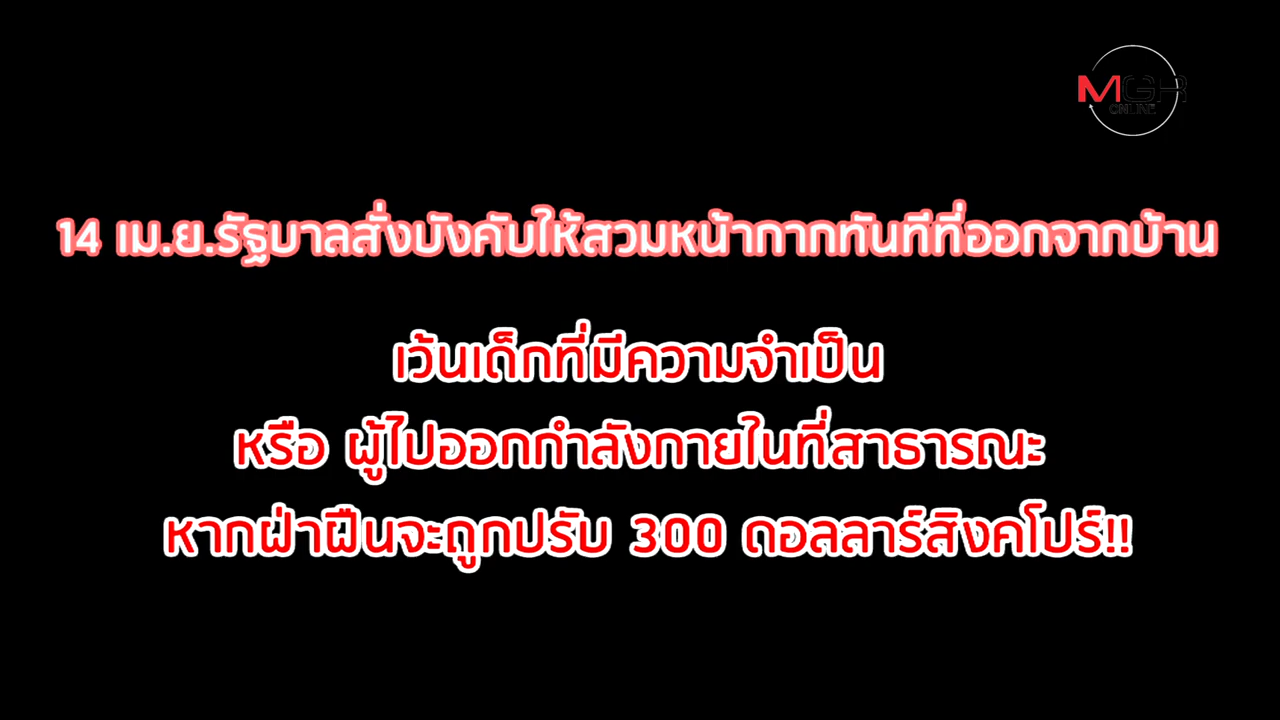 MGR
ONLINE
14 เม.ย.รัฐบาลสั่งบังคับให้สวมหน้ากากทันทีที่ออกจากบ้าน
เว้นเด็กที่มีความจำเป็น
หรือ ผู้ไปออกกำลังกายในที่สาธารณะ
หากฝ่าฝืนจะถูกปรับ 300 ดอลลาร์สิงคโปร์!!